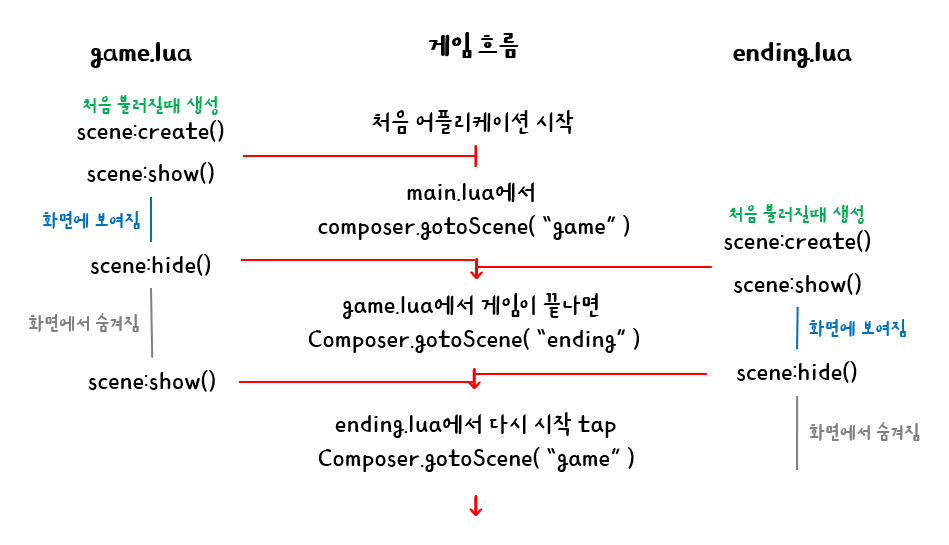 game.lua
처음 불러질때 생성
scene:create()
scene:show()
화면에 보여짐
scene:hide()
화면에서 숨겨짐
scene:show()
게임 흐름
처음 어플리케이션 시작
main.lua에서
composer.gotoScene( “game” )
game.lua에서 게임이 끝나면
Composer.gotoScene( “ending” )
ending.lua에서 다시 시작 tap
Composer.gotoScene( “game” )
ending.lua
처음 불러질때 생성
scene:create()
scene:show()
화면에 보여짐
scene:hide()
화면에서 숨겨짐